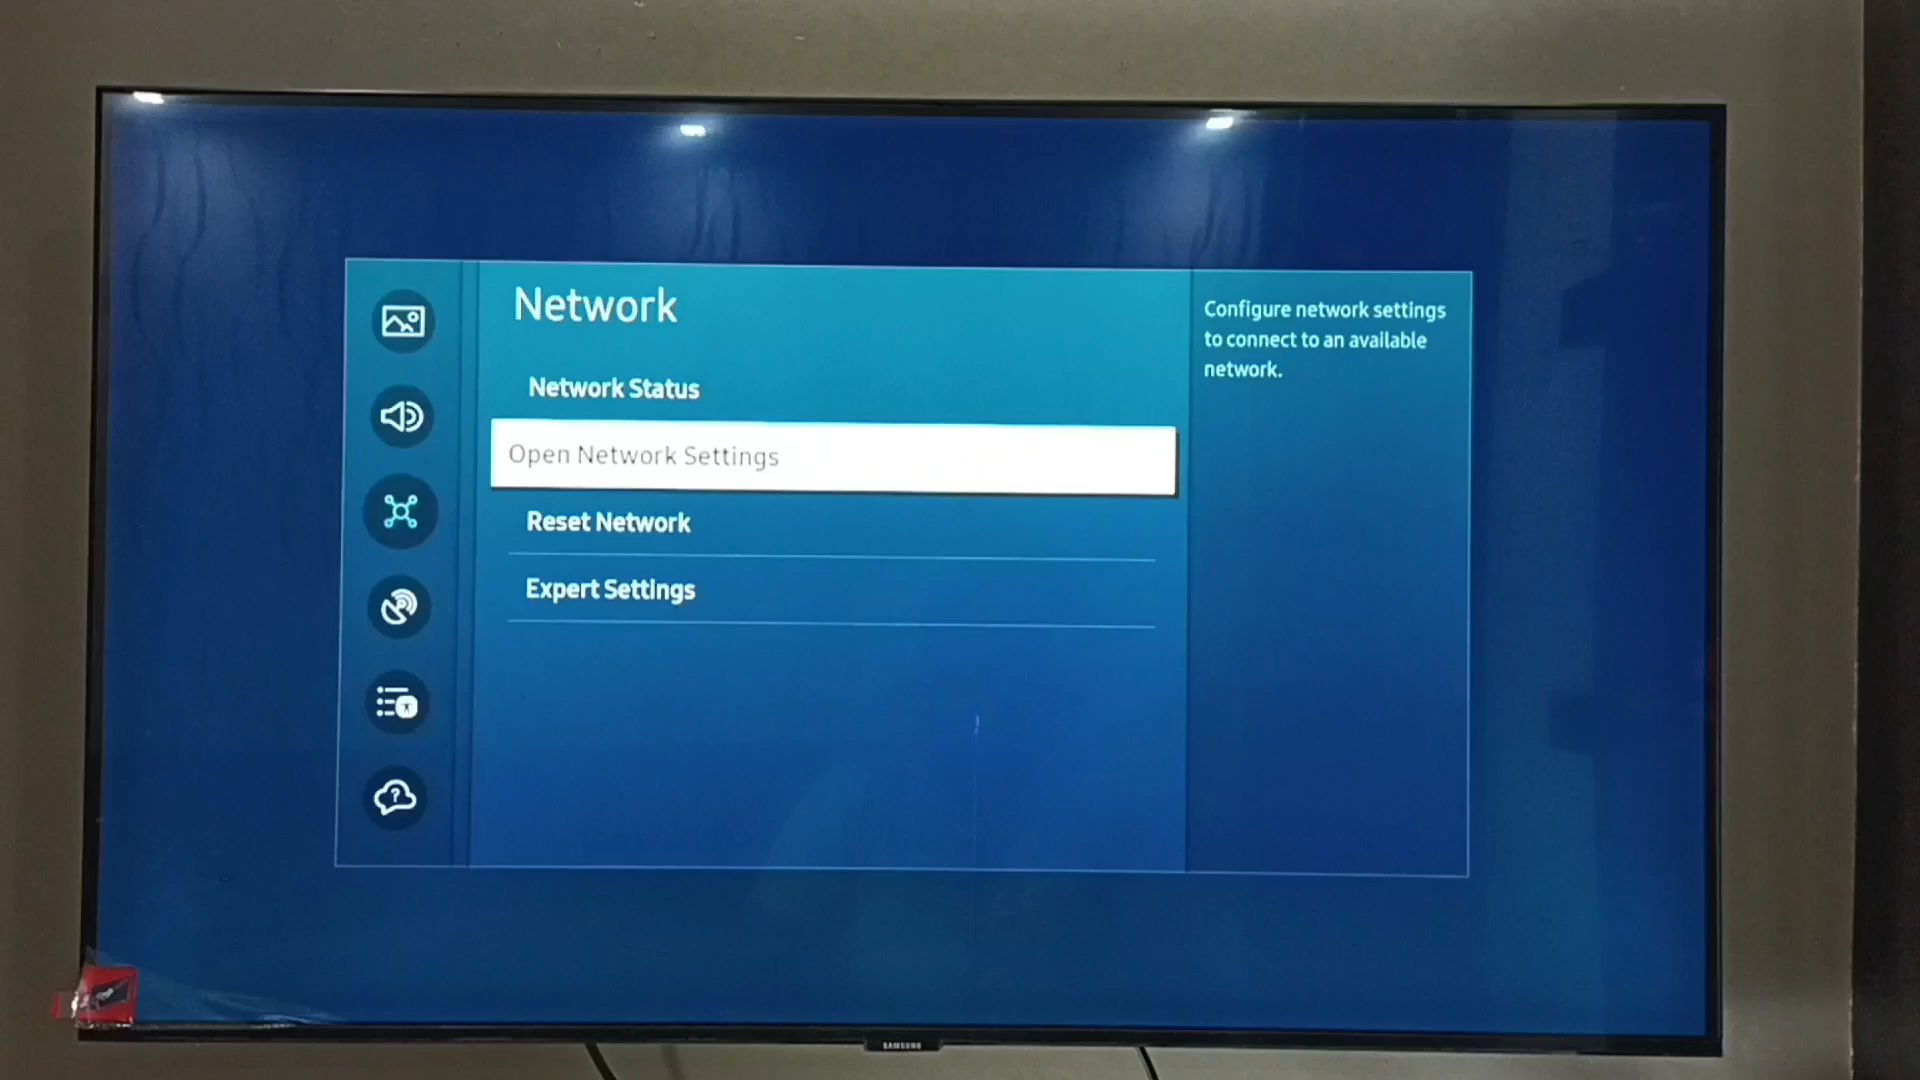 Network
Network Status
Open Network Settings
Reset Network
Expert Settings
Configure network settings
to connect to an available
network.
?
SAMSUNG